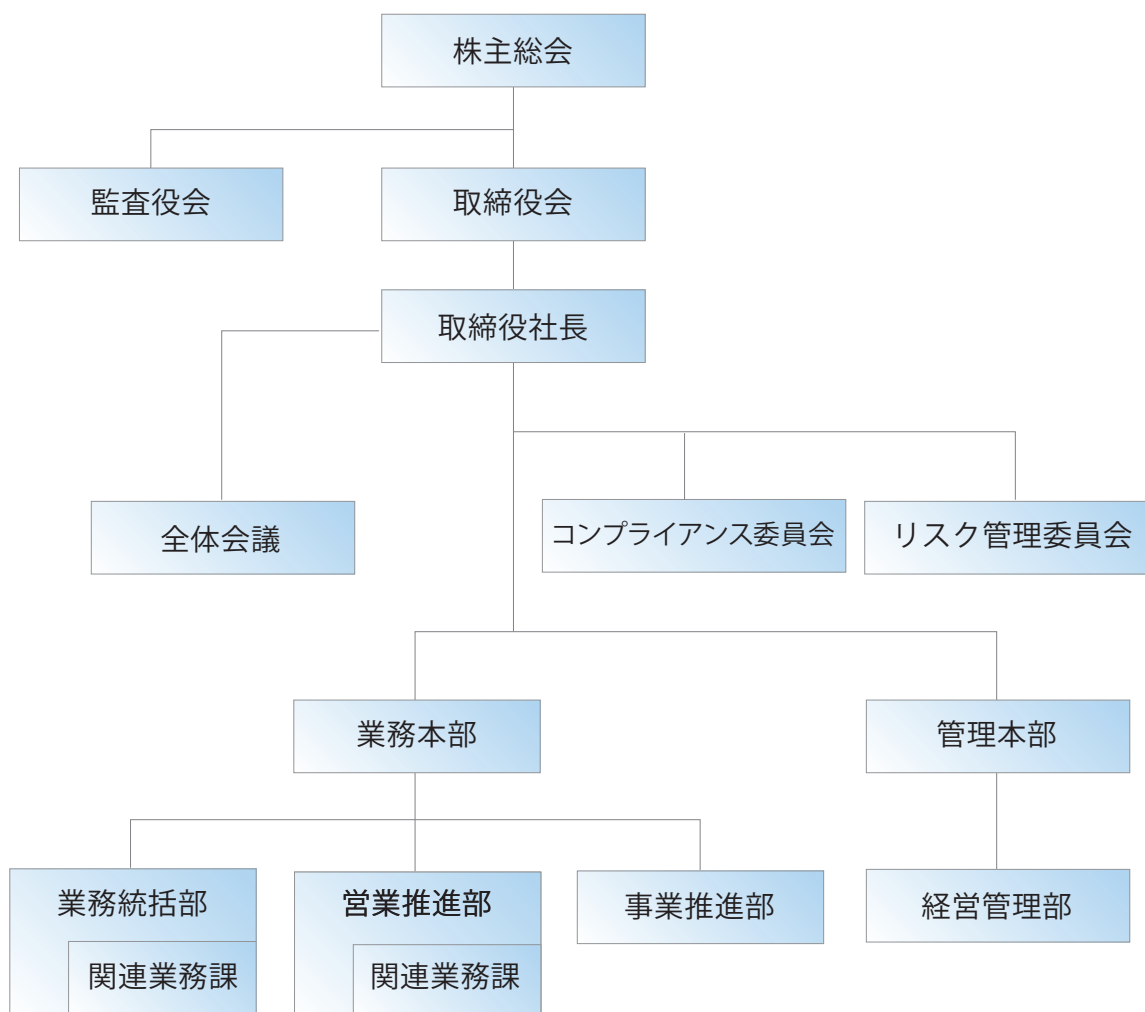 株主総会
監査役会
取締役会
取締役社長
全体会議
コンプライアンス委員会
リスク管理委員会
業務本部
管理本部
業務統括部
営業推進部
事業推進部
経営管理部
関連業務課
関連業務課